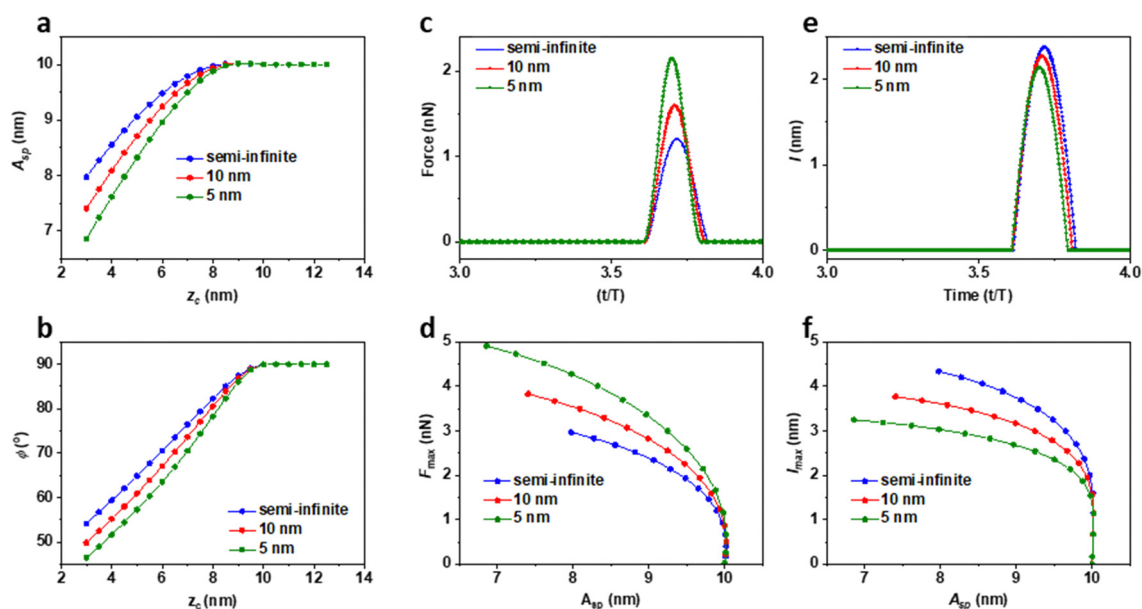 a
10
9
8
7
A_sp (nm)
semi-infinite
10 nm
5 nm
2 4 6 8 10 12 14
z_c (nm)
b
90
80
70
60
50
ϕ (°)
semi-infinite
10 nm
5 nm
2 4 6 8 10 12 14
z_c (nm)
c
semi-infinite
10 nm
5 nm
2
1
0
Force (nN)
3.0 3.5 4.0
(t/T)
d
5
4
3
2
1
0
F_max (nN)
semi-infinite
10 nm
5 nm
7 8 9 10
A_sp (nm)
e
semi-infinite
10 nm
5 nm
2
1
0
I (nm)
3.0 3.5 4.0
Time (t/T)
f
5
4
3
2
1
0
I_max (nm)
semi-infinite
10 nm
5 nm
7 8 9 10
A_sp (nm)